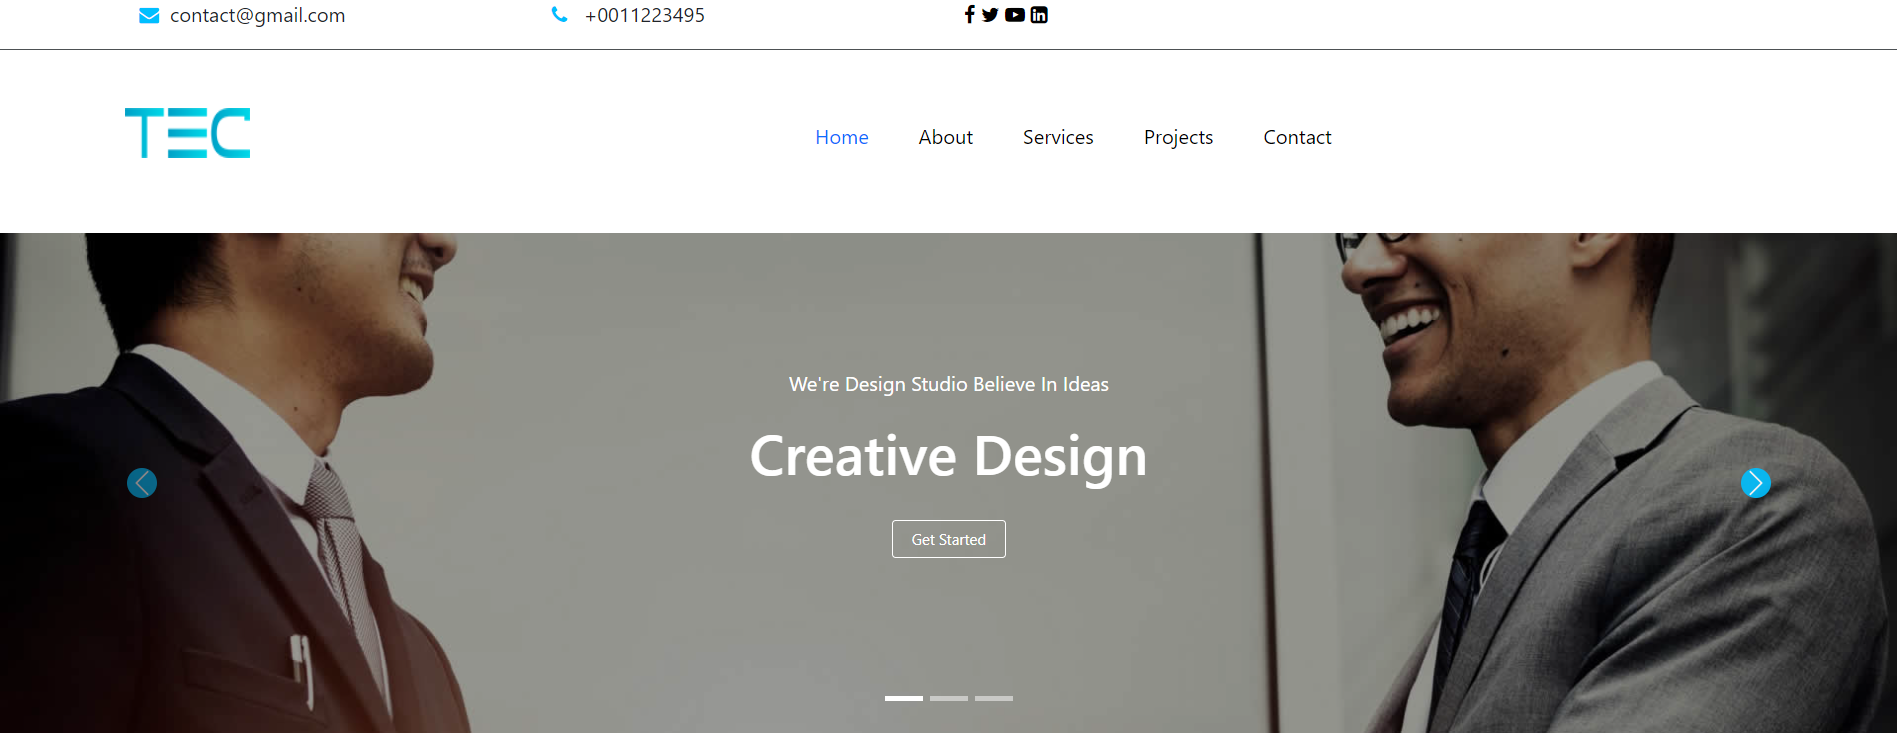 contact@gmail.com +0011223495
TEC
Home About Services Projects Contact
We're Design Studio Believe In Ideas
Creative Design
Get Started